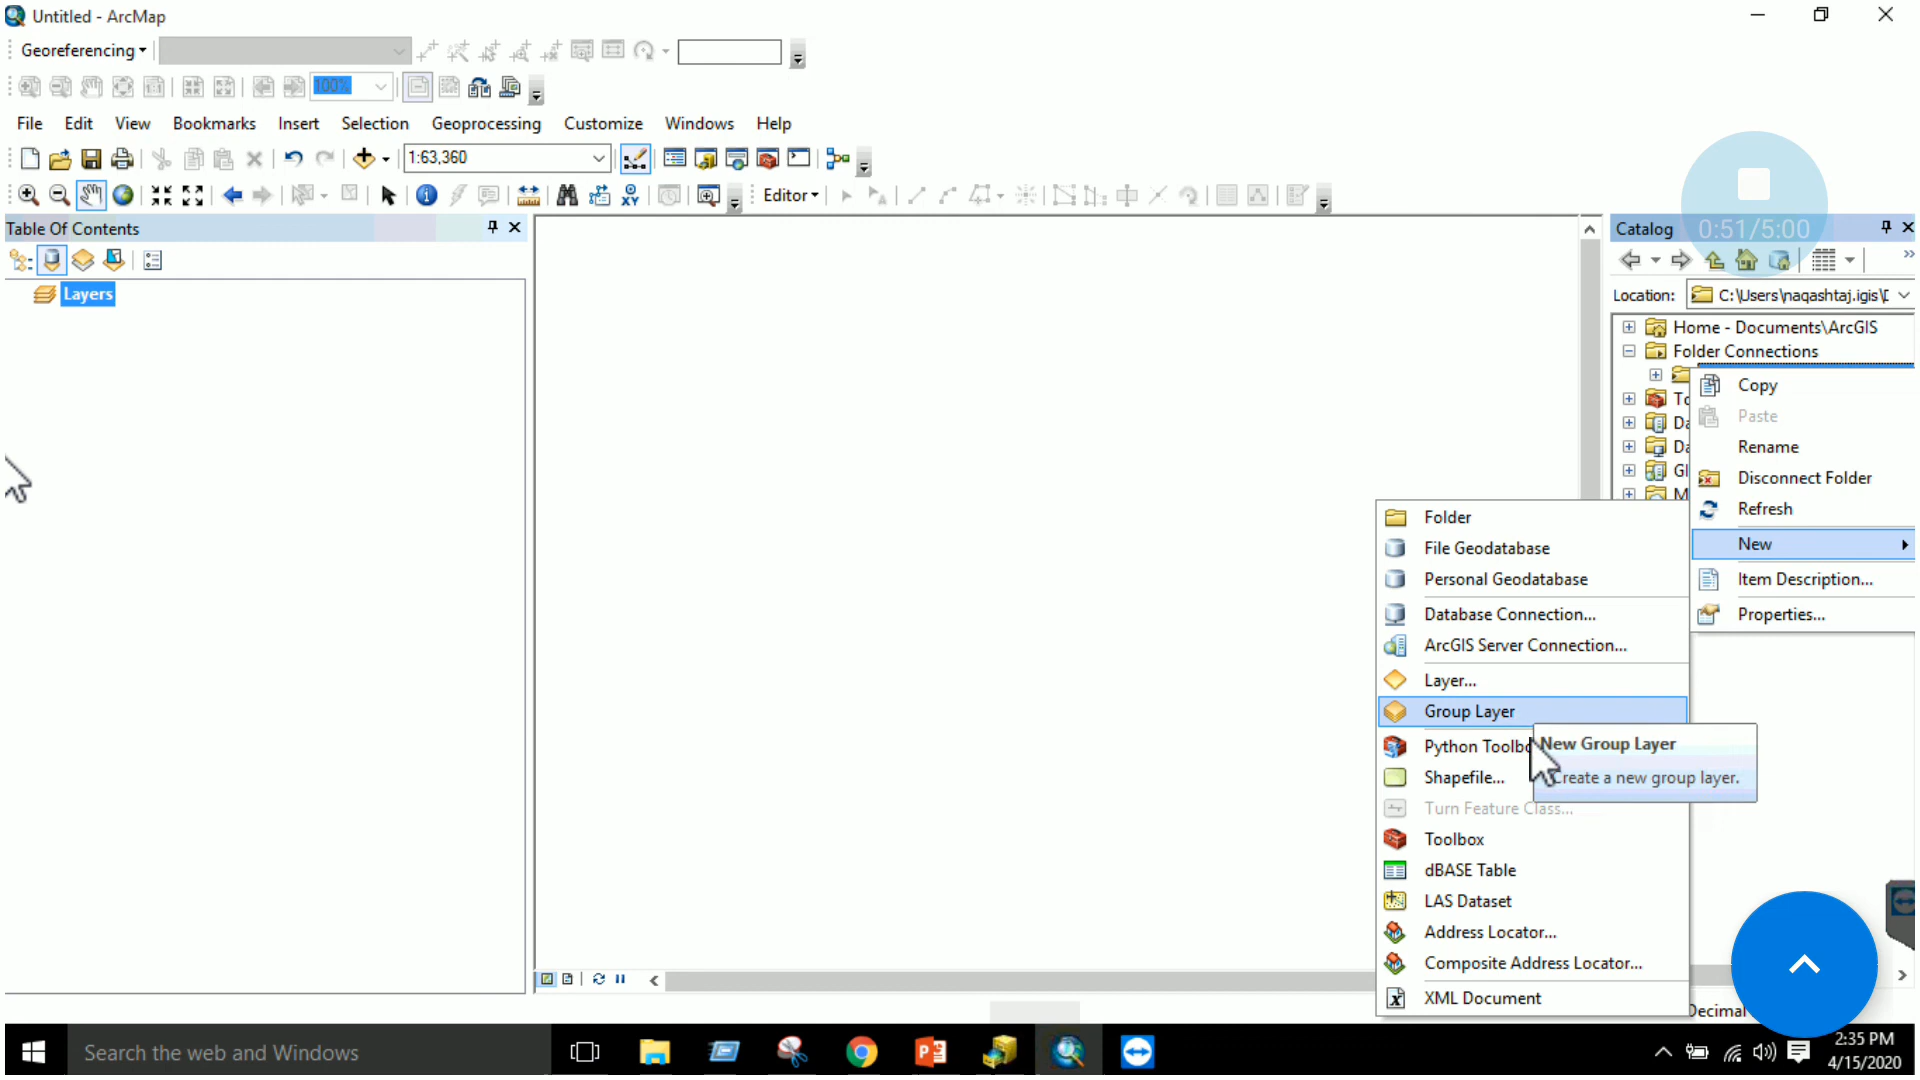 Untitled - ArcMap
Georeferencing
100%
File Edit View Bookmarks Insert Selection Geoprocessing Customize Windows Help
1:63,360
Editor
Table Of Contents
Layers
Catalog
0:51/5:00
Location: C:\Users\naqashtaj.igis\
Home - Documents\ArcGIS
Folder Connections
Copy
Paste
Rename
Disconnect Folder
Refresh
New
Item Description...
Properties...
Folder
File Geodatabase
Personal Geodatabase
Database Connection...
ArcGIS Server Connection...
Layer...
Group Layer
Python Toolbo
Shapefile...
Turn Feature Class...
Toolbox
dBASE Table
LAS Dataset
Address Locator...
Composite Address Locator...
XML Document
New Group Layer
Create a new group layer.
Decimal
Search the web and Windows
2:35 PM
4/15/2020